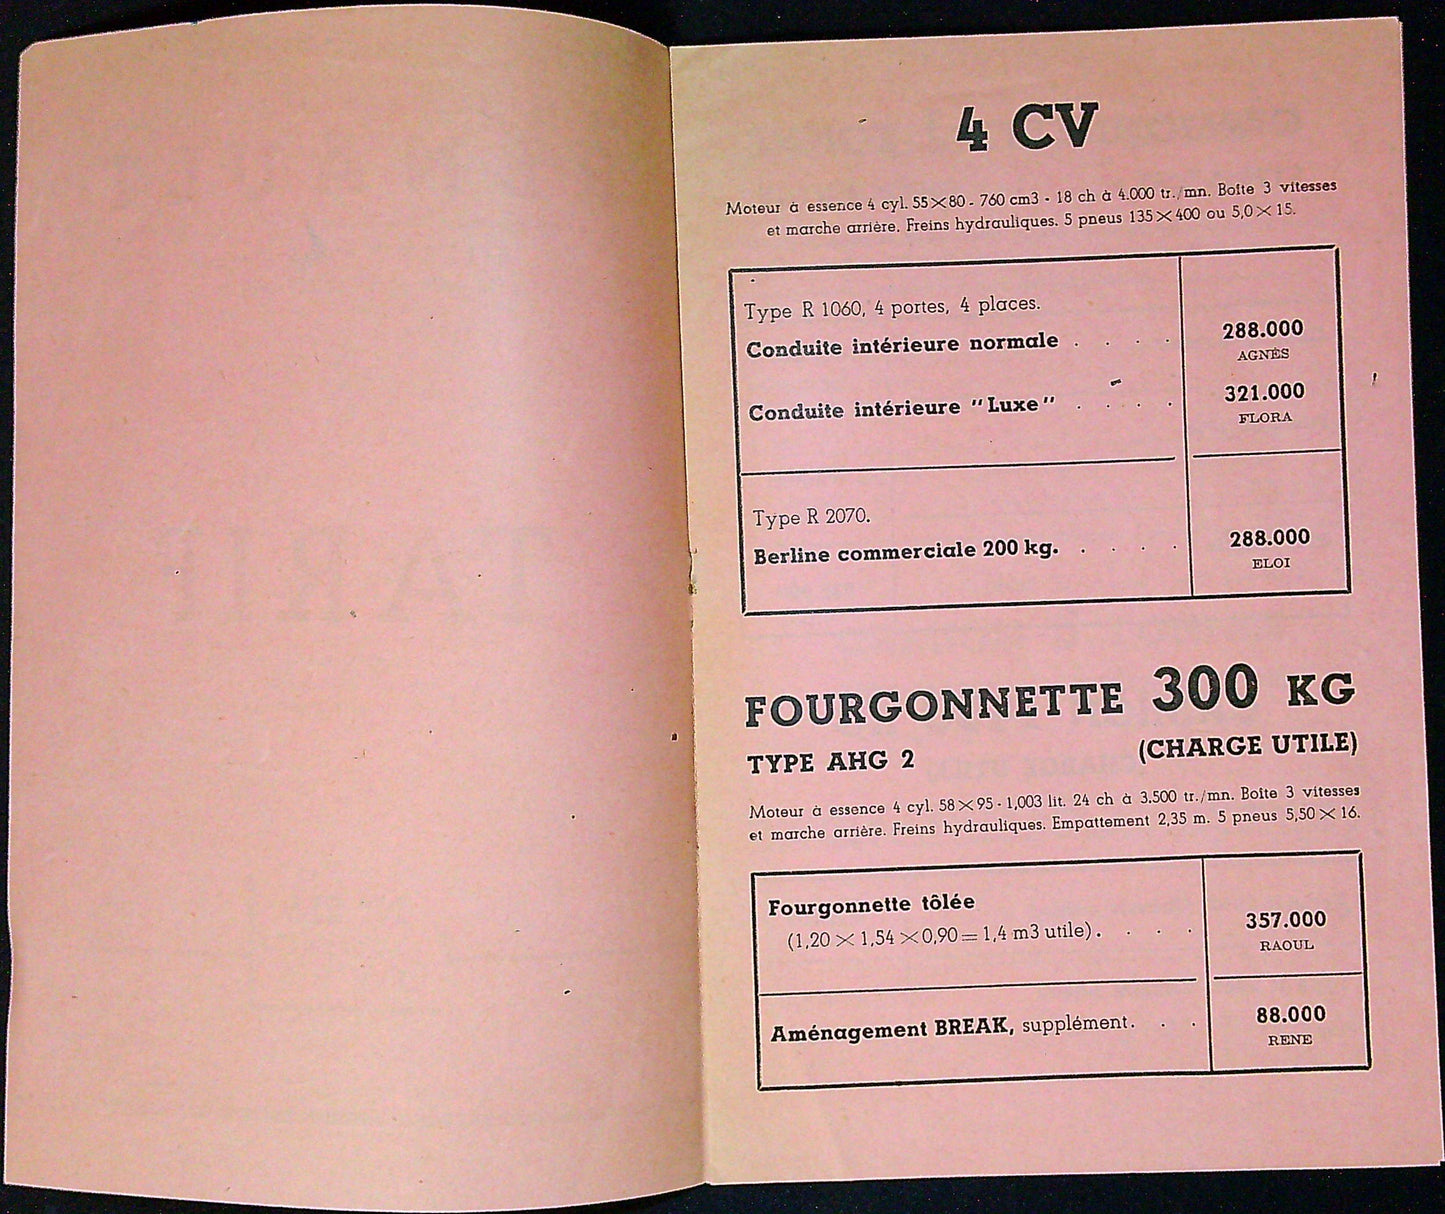 4 CV
Moteur à essence 4 cyl. 55×80 - 760 cm3 - 18 ch à 4.000 tr./mn. Boîte 3 vitesses
et marche arrière. Freins hydrauliques. 5 pneus 135×400 ou 5,0×15.
Type R 1060, 4 portes, 4 places.
Conduite intérieure normale . . . . 288.000
AGNÈS
Conduite intérieure "Luxe" . . . . 321.000
FLORA
Type R 2070.
Berline commerciale 200 kg. . . . . 288.000
ELOI
FOURGONNETTE 300 KG
TYPE AHG 2 (CHARGE UTILE)
Moteur à essence 4 cyl. 58×95 - 1,003 lit. 24 ch à 3.500 tr./mn. Boîte 3 vitesses
et marche arrière. Freins hydrauliques. Empattement 2,35 m. 5 pneus 5,50×16.
Fourgonnette tôlée
(1,20×1,54×0,90=1,4 m3 utile). . . . 357.000
RAOUL
Aménagement BREAK, supplément. . . 88.000
RENE